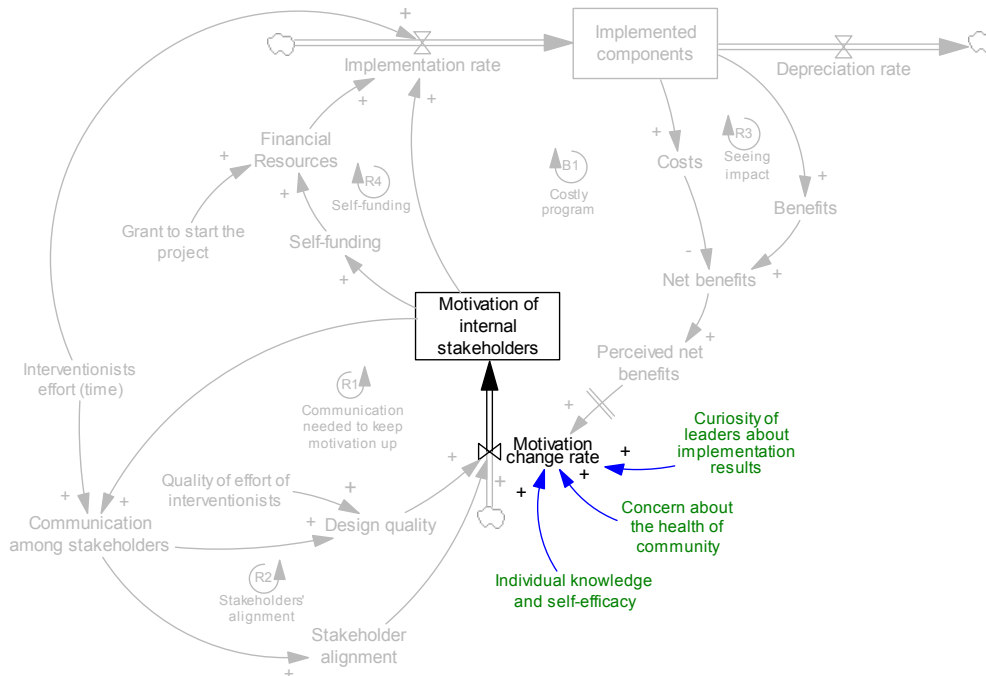 +
Implementation rate
Implemented
components
Depreciation rate
+
+
Financial
Resources
+
+
R4
Self-funding
Grant to start the
project
Self-funding
+
B1
Costly
program
+
Costs
R3
Seeing
impact
+
Benefits
-
+
Net benefits
+
Perceived net
benefits
+
Motivation of
internal
stakeholders
Interventionists
effort (time)
R1
Communication
needed to keep
motivation up
Motivation
change rate
+
Curiosity of
leaders about
implementation
results
+
Concern about
the health of
community
+
Individual knowledge
and self-efficacy
Quality of effort of
interventionists
+
+
Design quality
+
+
+
+
Communication
among stakeholders
R2
Stakeholders'
alignment
Stakeholder
alignment
+